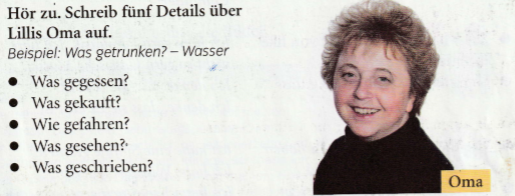 Hör zu. Schreib fünf Details über
Lillis Oma auf.
Beispiel: Was getrunken? – Wasser
● Was gegessen?
● Was gekauft?
● Wie gefahren?
● Was gesehen?
● Was geschrieben?
Oma